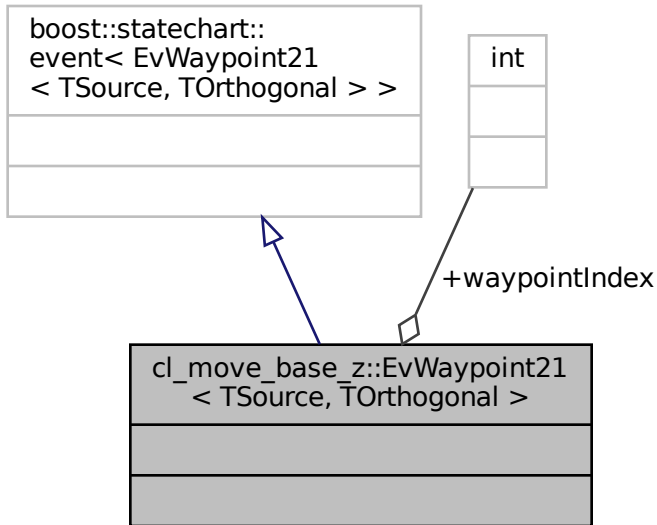 boost::statechart::
event< EvWaypoint21
< TSource, TOrthogonal > >
int
+waypointIndex
cl_move_base_z::EvWaypoint21
< TSource, TOrthogonal >